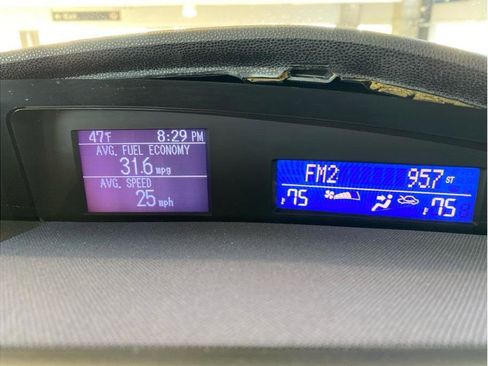 47°F 8:29 PM
AVG. FUEL ECONOMY
31.6 mpg
AVG. SPEED
25 mph
FM2 95.7 ST
F 75 F 75